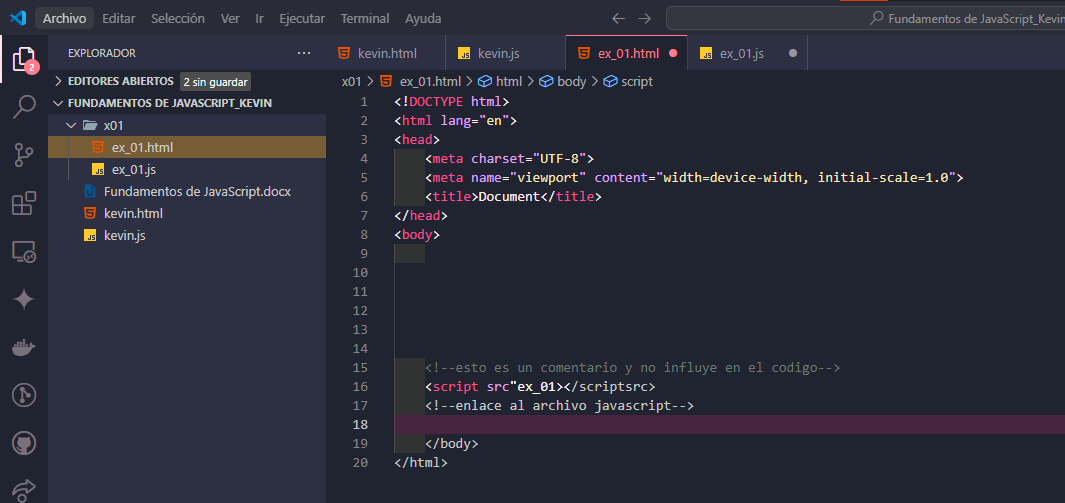 Archivo Editar Selección Ver Ir Ejecutar Terminal Ayuda Fundamentos de JavaScript_Kevin
EXPLORADOR ···
kevin.html JS kevin.js ex_01.html JS ex_01.js
2
EDITORES ABIERTOS 2 sin guardar
x01 > ex_01.html > html > body > script
FUNDAMENTOS DE JAVASCRIPT_KEVIN
x01
ex_01.html
JS ex_01.js
Fundamentos de JavaScript.docx
kevin.html
JS kevin.js
1 <!DOCTYPE html>
2 <html lang="en">
3 <head>
4 <meta charset="UTF-8">
5 <meta name="viewport" content="width=device-width, initial-scale=1.0">
6 <title>Document</title>
7 </head>
8 <body>
9
10
11
12
13
14
15 <!--esto es un comentario y no influye en el codigo-->
16 <script src"ex_01></scriptsrc>
17 <!--enlace al archivo javascript-->
18
19 </body>
20 </html>